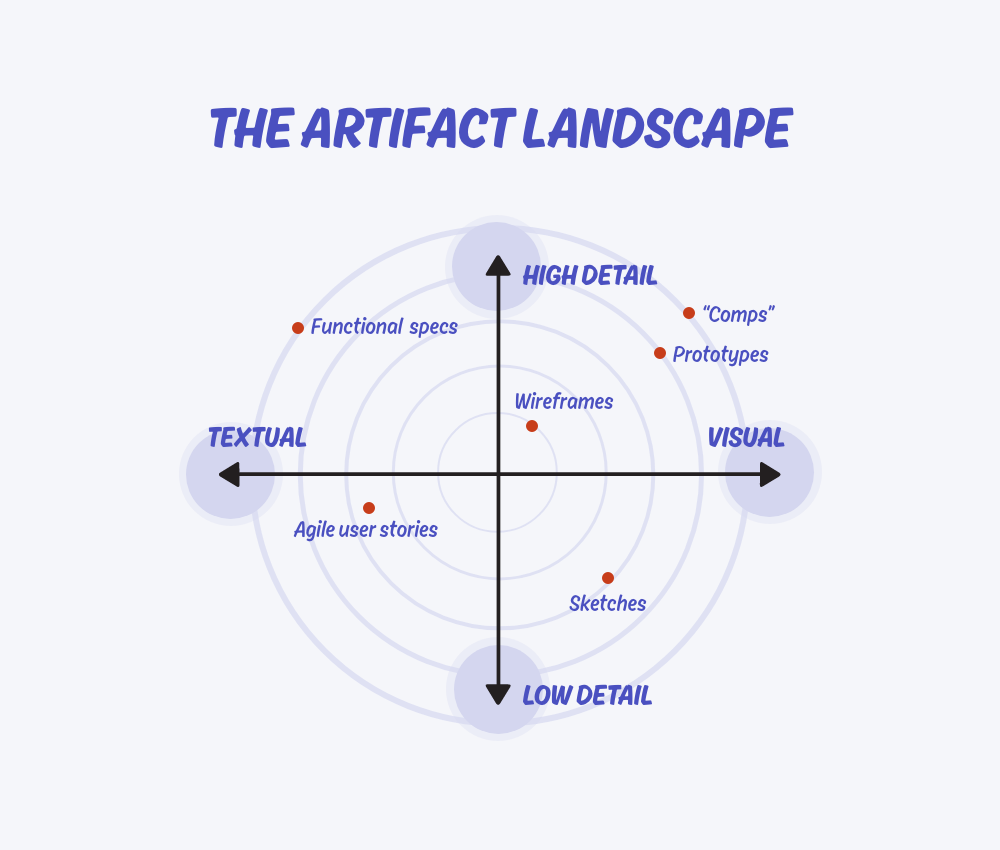 THE ARTIFACT LANDSCAPE
HIGH DETAIL
“Comps”
Functional specs
Prototypes
Wireframes
TEXTUAL
VISUAL
Agile user stories
Sketches
LOW DETAIL